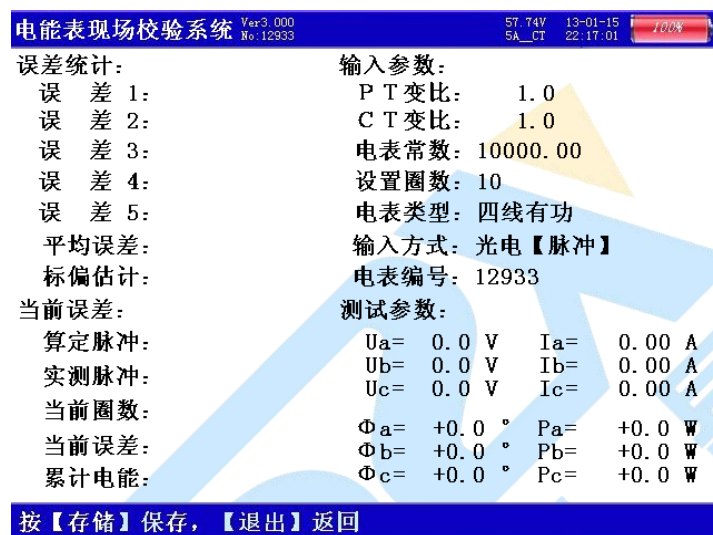 电能表现场校验系统 Ver3.000 No:12933 57.74V 5A__CT 13-01-15 22:17:01 100%
误差统计:
误 差 1:
误 差 2:
误 差 3:
误 差 4:
误 差 5:
平均误差:
标偏估计:
当前误差:
算定脉冲:
实测脉冲:
当前圈数:
当前误差:
累计电能:
输入参数:
PT变比: 1.0
CT变比: 1.0
电表常数: 10000.00
设置圈数: 10
电表类型: 四线有功
输入方式: 光电【脉冲】
电表编号: 12933
测试参数:
Ua= 0.0 V Ia= 0.00 A
Ub= 0.0 V Ib= 0.00 A
Uc= 0.0 V Ic= 0.00 A
Φa= +0.0 ° Pa= +0.0 W
Φb= +0.0 ° Pb= +0.0 W
Φc= +0.0 ° Pc= +0.0 W
按【存储】保存，【退出】返回